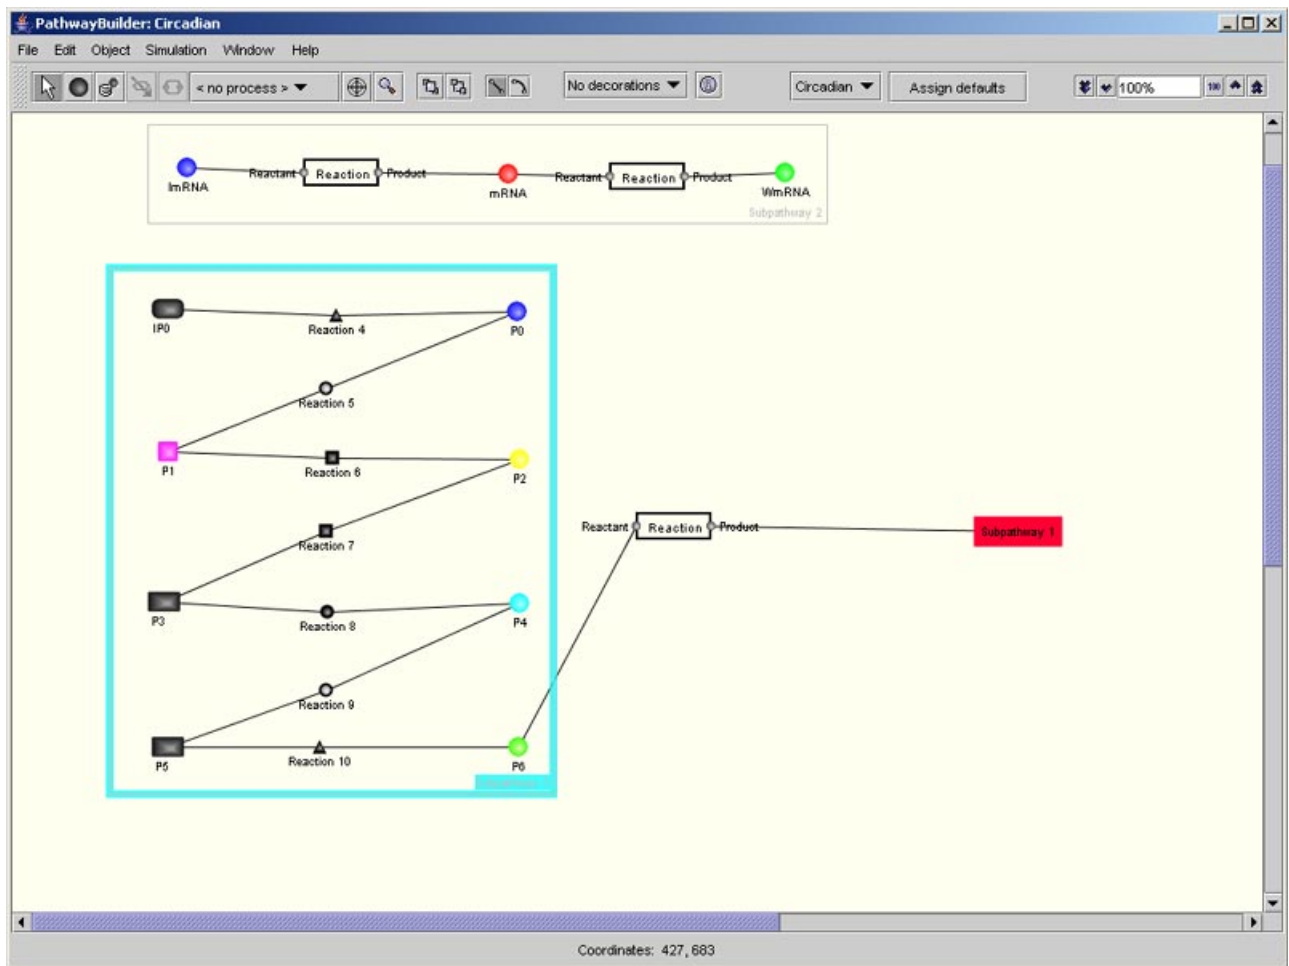 PathwayBuilder: Circadian
File Edit Object Simulation Window Help
< no process > No decorations Circadian Assign defaults 100% 100
Reactant Reaction Product Reactant Reaction Product
ImRNA mRNA WmRNA
Subpathway 2
IP0 Reaction 4 P0
Reaction 5
P1 Reaction 6 P2
Reactant Reaction Product Subpathway 1
Reaction 7
P3 Reaction 8 P4
Reaction 9
P5 Reaction 10 P6
Coordinates: 427, 683